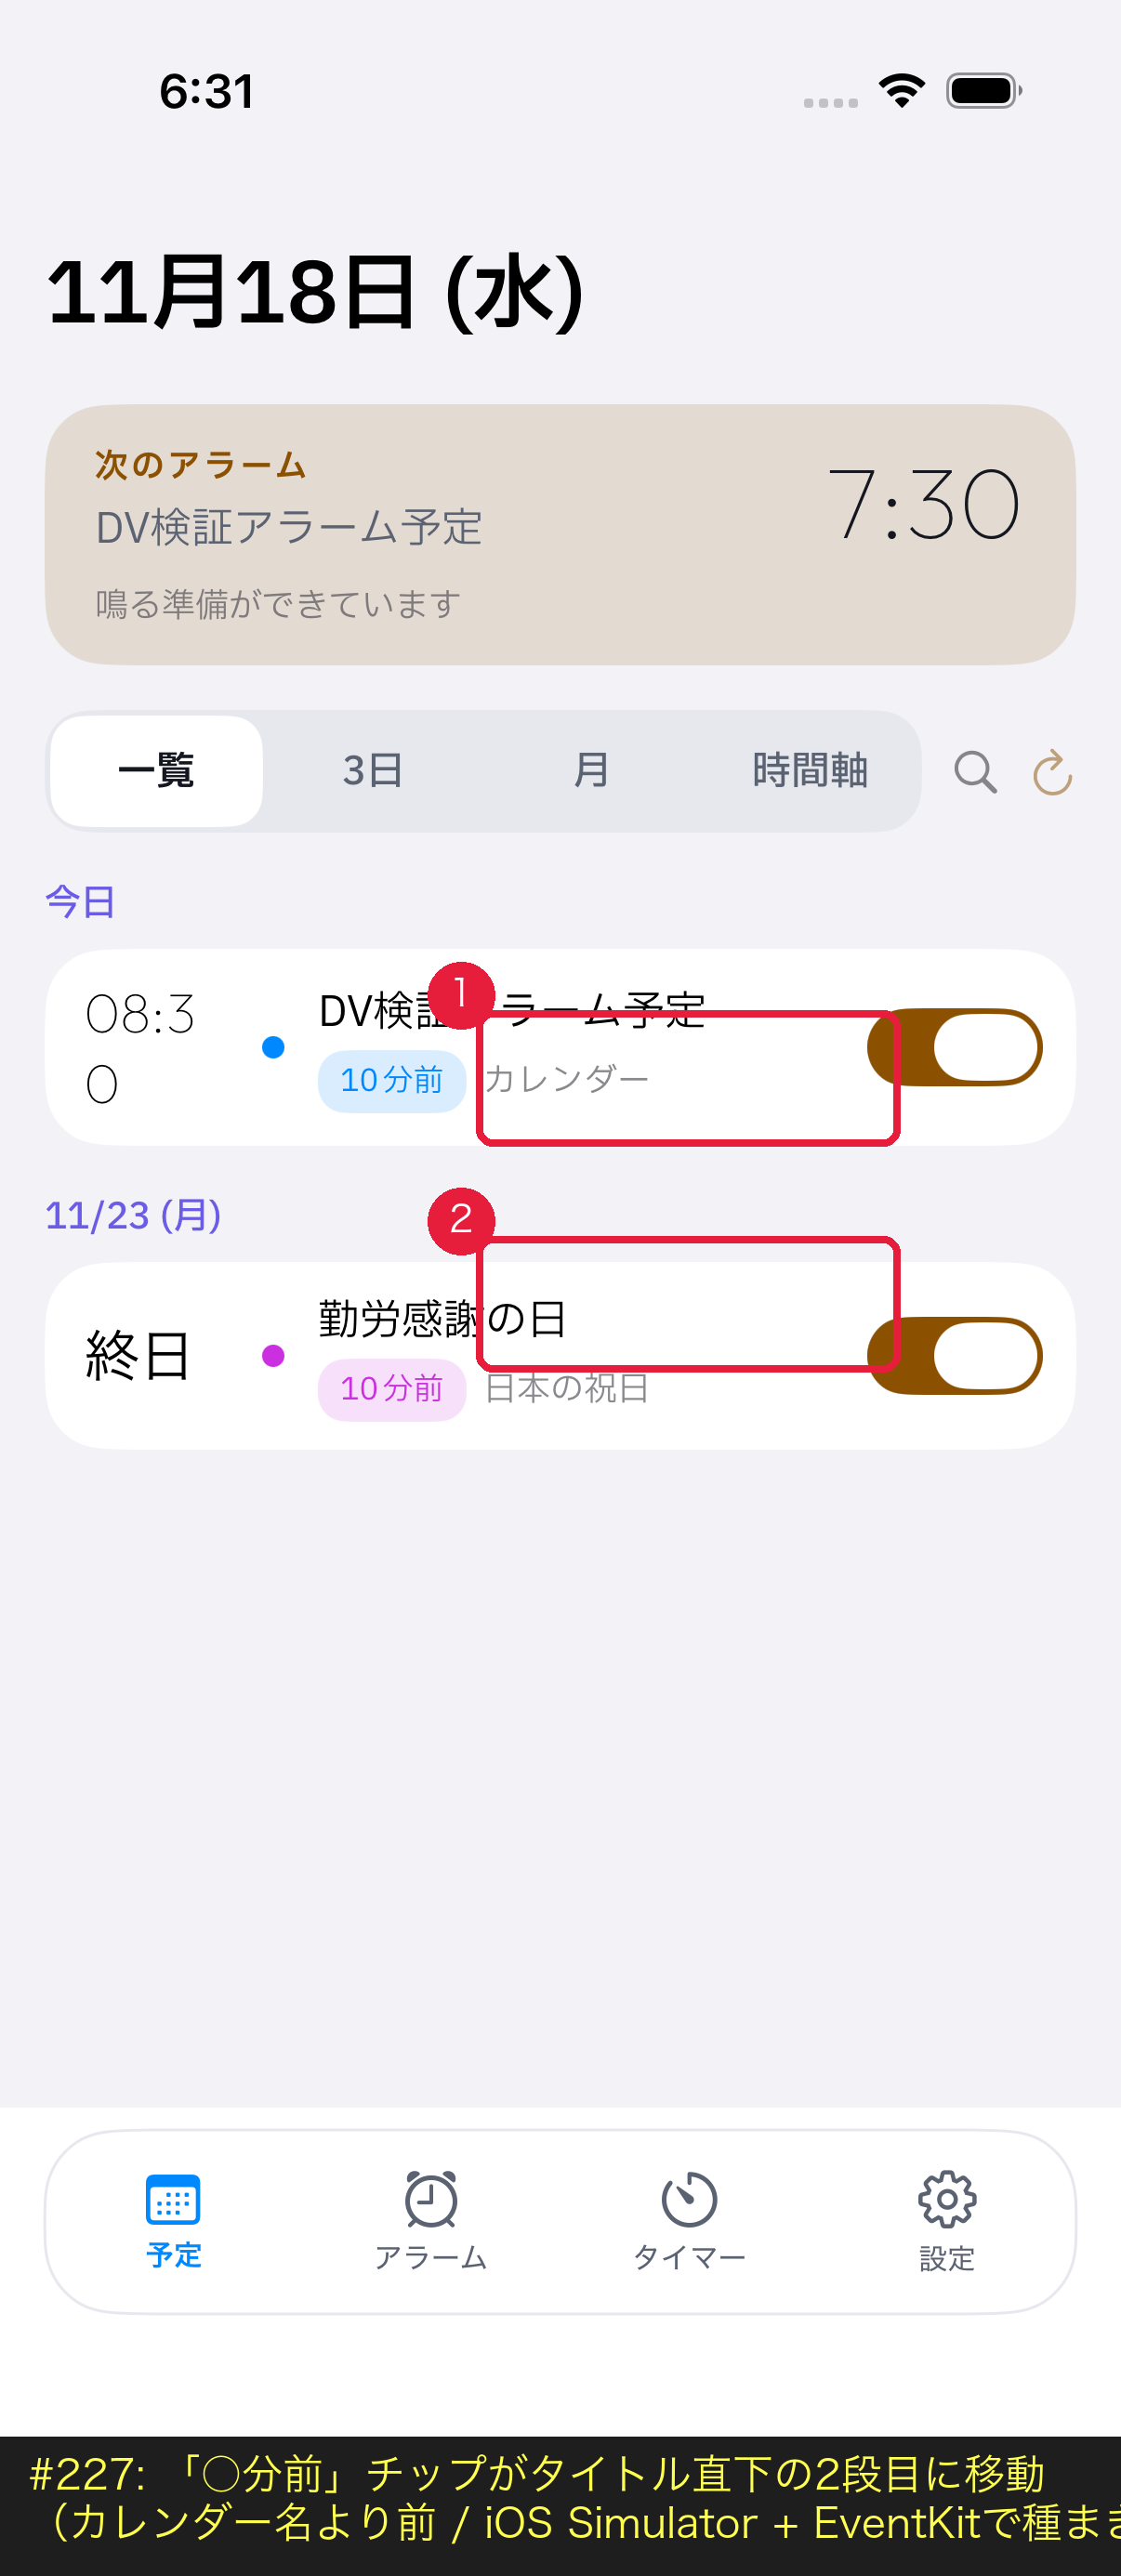 6:31
11月18日 (水)
次のアラーム
DV検証アラーム予定
7:30
鳴る準備ができています
一覧
3日
月
時間軸
今日
08:3
0
1
DV検証ラーム予定
10分前
カレンダー
11/23 (月)
2
終日
勤労感謝の日
10分前
日本の祝日
予定
アラーム
タイマー
設定
#227: 「○分前」チップがタイトル直下の2段目に移動
（カレンダー名より前 / iOS Simulator + EventKitで種ま